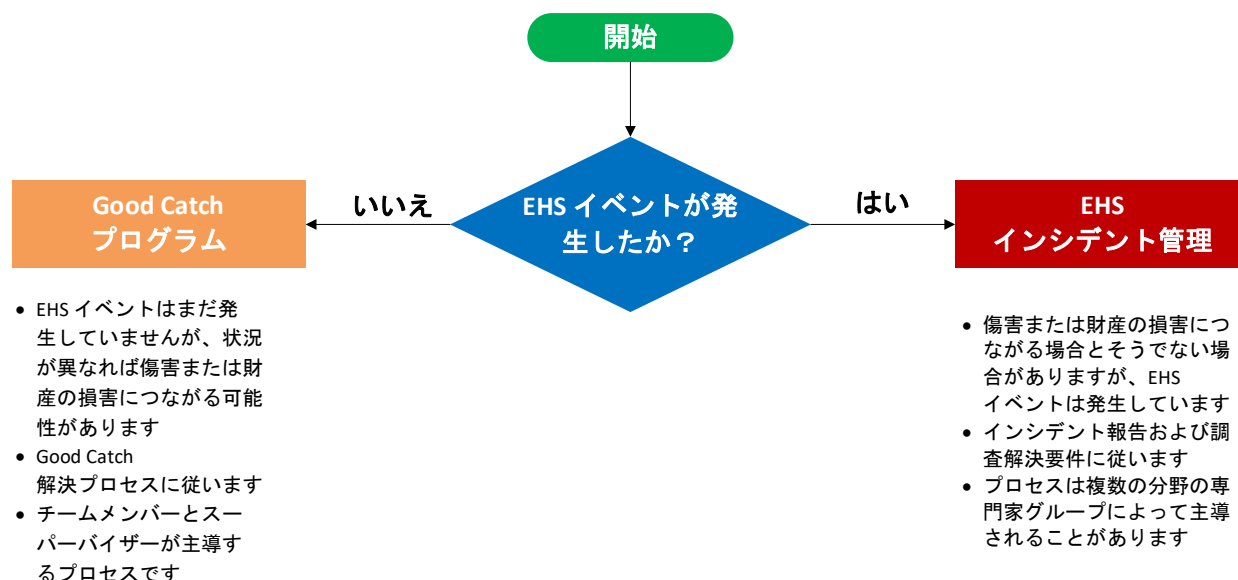 開始
EHS イベントが発
生したか？
いいえ
はい
Good Catch
プログラム
• EHS イベントはまだ発
生していませんが、状況
が異なれば傷害または財
産の損害につながる可能
性があります
• Good Catch
解決プロセスに従います
• チームメンバーとスー
パーバイザーが主導す
るプロセスです
EHS
インシデント管理
• 傷害または財産の損害につ
ながる場合とそうでない場
合がありますが、EHS
イベントは発生しています
• インシデント報告および調
査解決要件に従います
• プロセスは複数の分野の専
門家グループによって主導
されることがあります